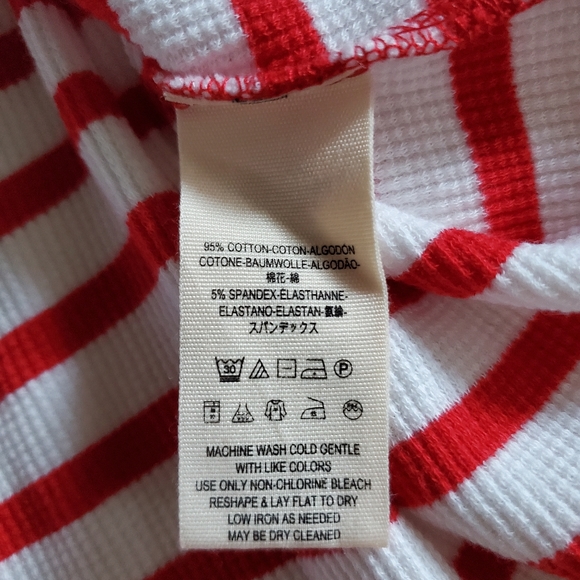 95% COTTON-COTON-ALGODÓN
COTONE-BAUMWOLLE-ALGODÃO-
棉花-綿
5% SPANDEX-ÉLASTHANNE-
ELASTANO-ELASTAN-氨綸-
スパンデックス
30 P
MACHINE WASH COLD GENTLE
WITH LIKE COLORS
USE ONLY NON-CHLORINE BLEACH
RESHAPE & LAY FLAT TO DRY
LOW IRON AS NEEDED
MAY BE DRY CLEANED